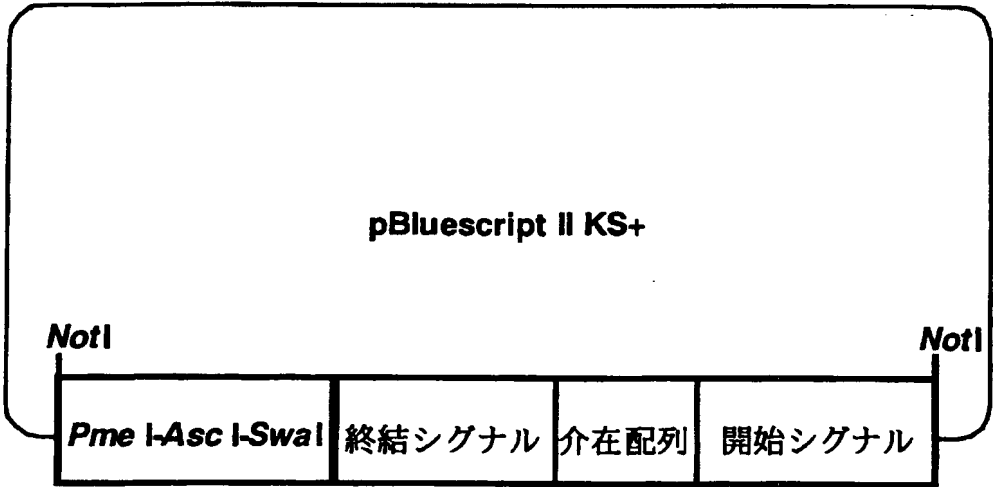 pBluescript II KS+
NotI
NotI
Pme I-Asc I-SwaI
終結シグナル
介在配列
開始シグナル